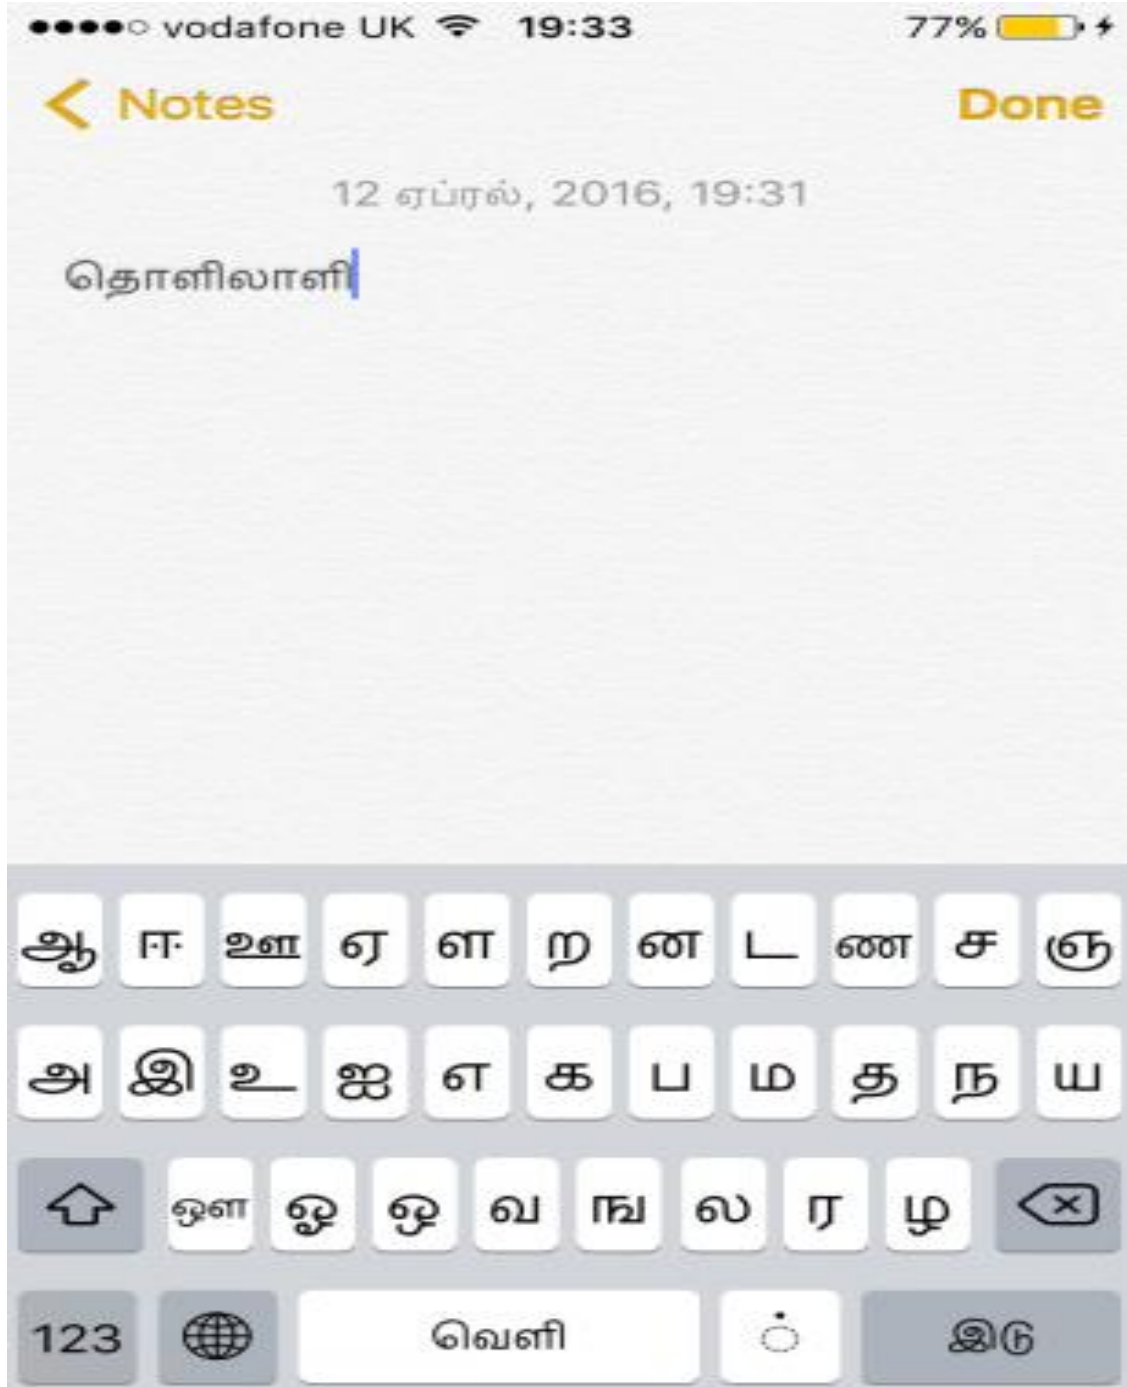 vodafone UK 19:33 77%
Notes Done
12 ஏப்ரல், 2016, 19:31
தொளிலாளி
ஆ ஈ ஊ ஏ ள ற ன ட ண ச ஞ
அ இ உ ஐ எ க ப ம த ந ய
ஔ ஓ ஒ வ ங ல ர ழ
123 வெளி ் இடு